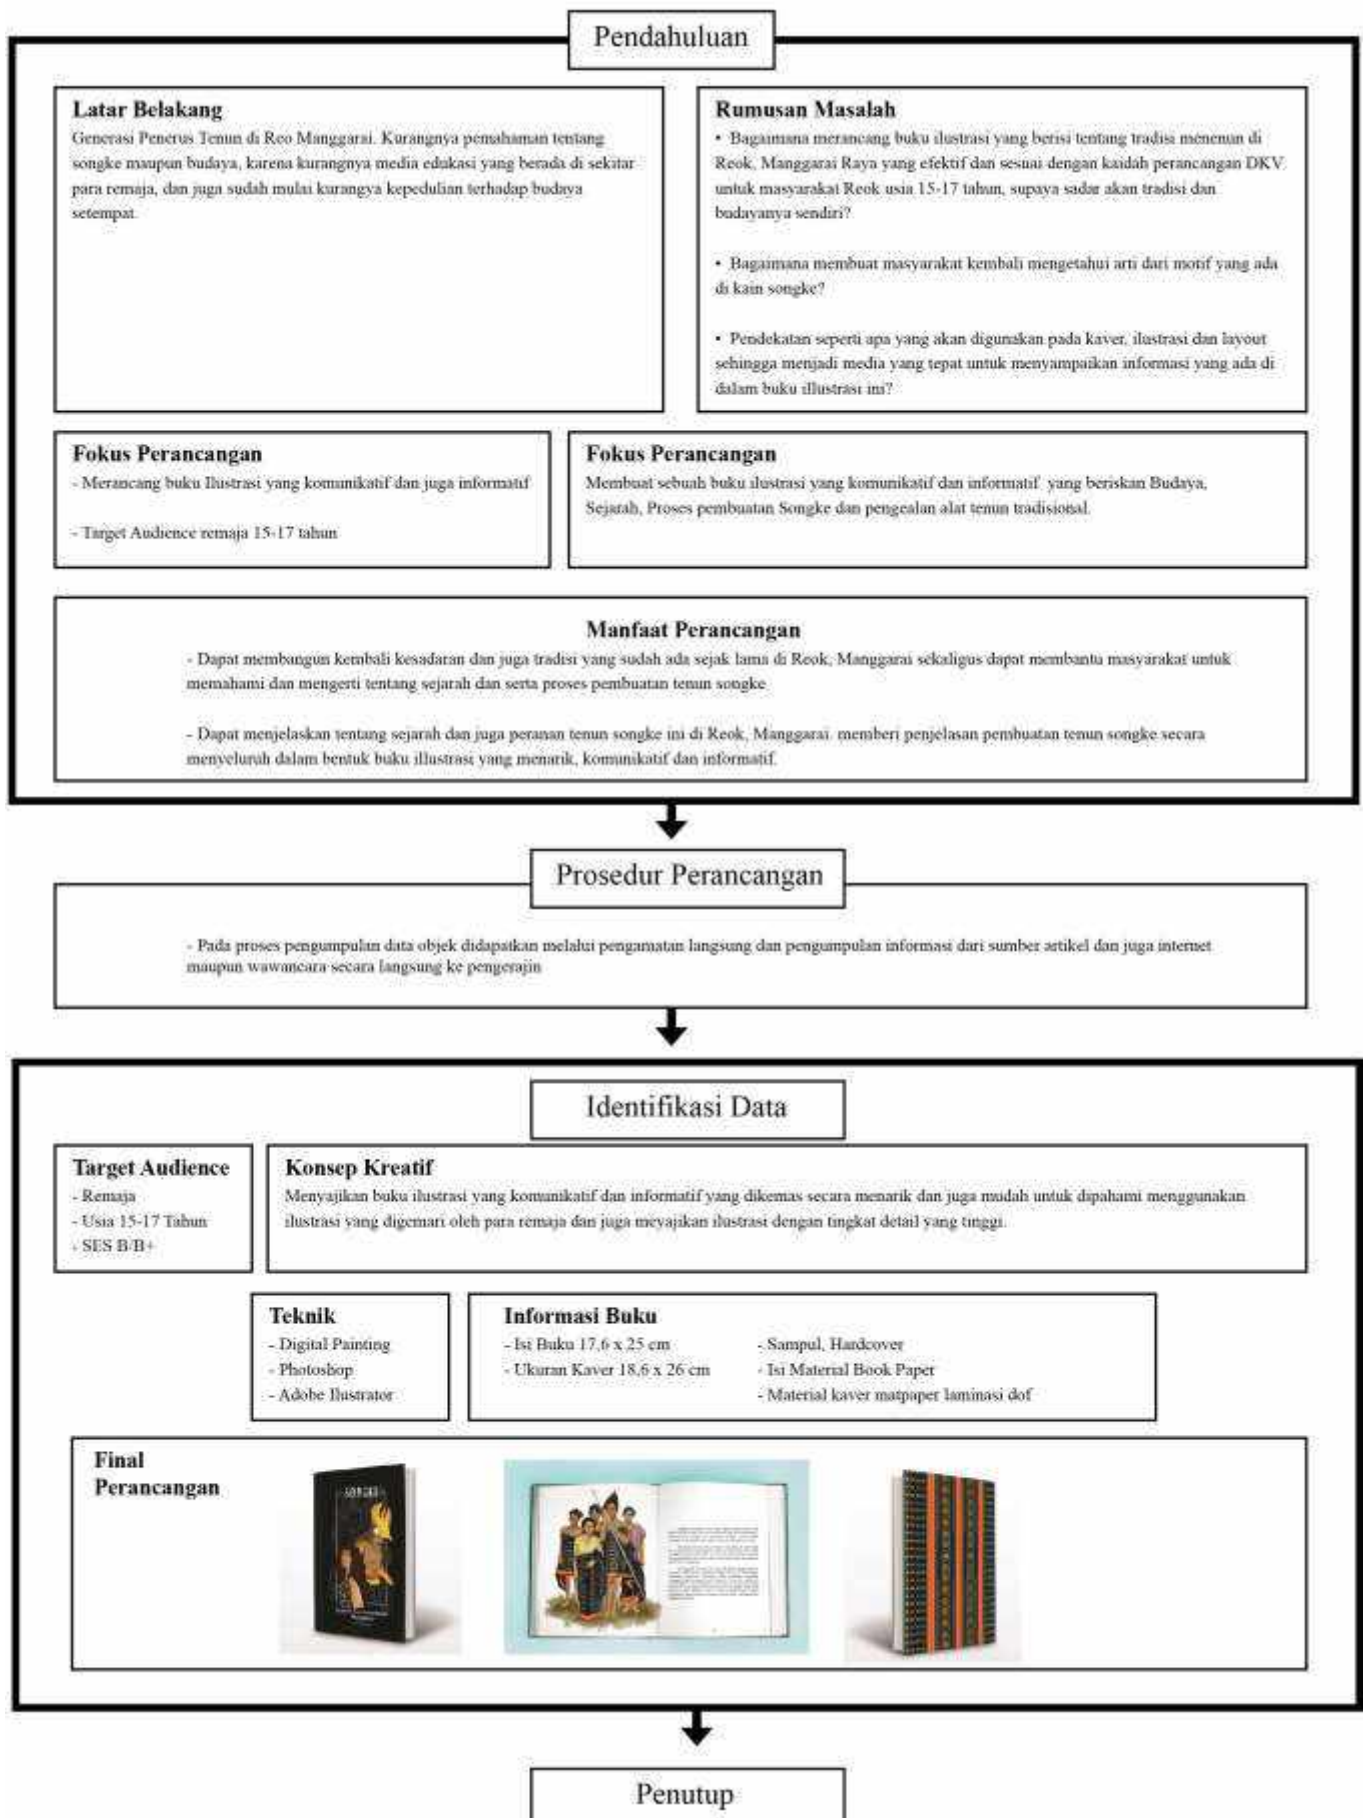 Pendahuluan
Latar Belakang
Generasi Penerus Tenun di Reo Manggarai. Kurangnya pemahaman tentang
songke maupun budaya, karena kurangnya media edukasi yang berada di sekitar
para remaja, dan juga sudah mulai kurangya kepedulian terhadap budaya
setempat.
Rumusan Masalah
• Bagaimana merancang buku ilustrasi yang berisi tentang tradisi menenun di
Reok, Manggarai Raya yang efektif dan sesuai dengan kaidah perancangan DKV
untuk masyarakat Reok usia 15-17 tahun, supaya sadar akan tradisi dan
budayanya sendiri?
• Bagaimana membuat masyarakat kembali mengetahui arti dari motif yang ada
di kain songke?
• Pendekatan seperti apa yang akan digunakan pada kaver, ilustrasi dan layout
sehingga menjadi media yang tepat untuk menyampaikan informasi yang ada di
dalam buku illustrasi ini?
Fokus Perancangan
- Merancang buku Ilustrasi yang komunikatif dan juga informatif
- Target Audience remaja 15-17 tahun
Fokus Perancangan
Membuat sebuah buku ilustrasi yang komunikatif dan informatif yang beriskan Budaya,
Sejarah, Proses pembuatan Songke dan pengealan alat tenun tradisional.
Manfaat Perancangan
- Dapat membangun kembali kesadaran dan juga tradisi yang sudah ada sejak lama di Reok, Manggarai sekaligus dapat membantu masyarakat untuk
memahami dan mengerti tentang sejarah dan serta proses pembuatan tenun songke
- Dapat menjelaskan tentang sejarah dan juga peranan tenun songke ini di Reok, Manggarai. memberi penjelasan pembuatan tenun songke secara
menyeluruh dalam bentuk buku illustrasi yang menarik, komunikatif dan informatif.
Prosedur Perancangan
- Pada proses pengumpulan data objek didapatkan melalui pengamatan langsung dan pengumpulan informasi dari sumber artikel dan juga internet
maupun wawancara secara langsung ke pengerajin
Identifikasi Data
Target Audience
- Remaja
- Usia 15-17 Tahun
- SES B/B+
Konsep Kreatif
Menyajikan buku ilustrasi yang komunikatif dan informatif yang dikemas secara menarik dan juga mudah untuk dipahami menggunakan
ilustrasi yang digemari oleh para remaja dan juga meyajikan ilustrasi dengan tingkat detail yang tinggi.
Teknik
- Digital Painting
- Photoshop
- Adobe Ilustrator
Informasi Buku
- Isi Buku 17,6 x 25 cm
- Ukuran Kaver 18,6 x 26 cm
- Sampul, Hardcover
- Isi Material Book Paper
- Material kaver matpaper laminasi dof
Final
Perancangan
SONGKE
Penutup